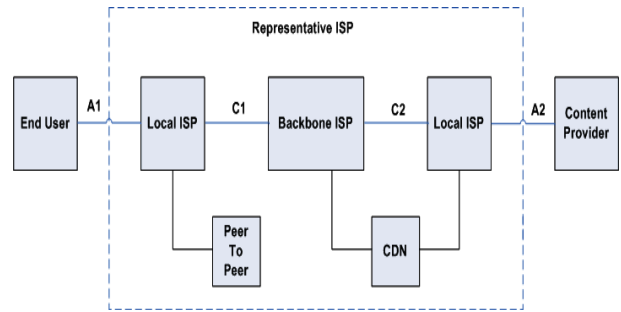 Representative ISP
A1
C1
C2
A2
End User
Local ISP
Backbone ISP
Local ISP
Content
Provider
Peer
To
Peer
CDN